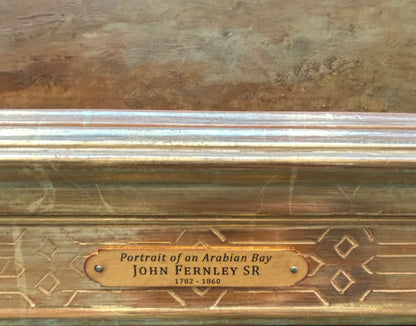 Portrait of an Arabian Bay
JOHN FERNLEY SR
1782 - 1860